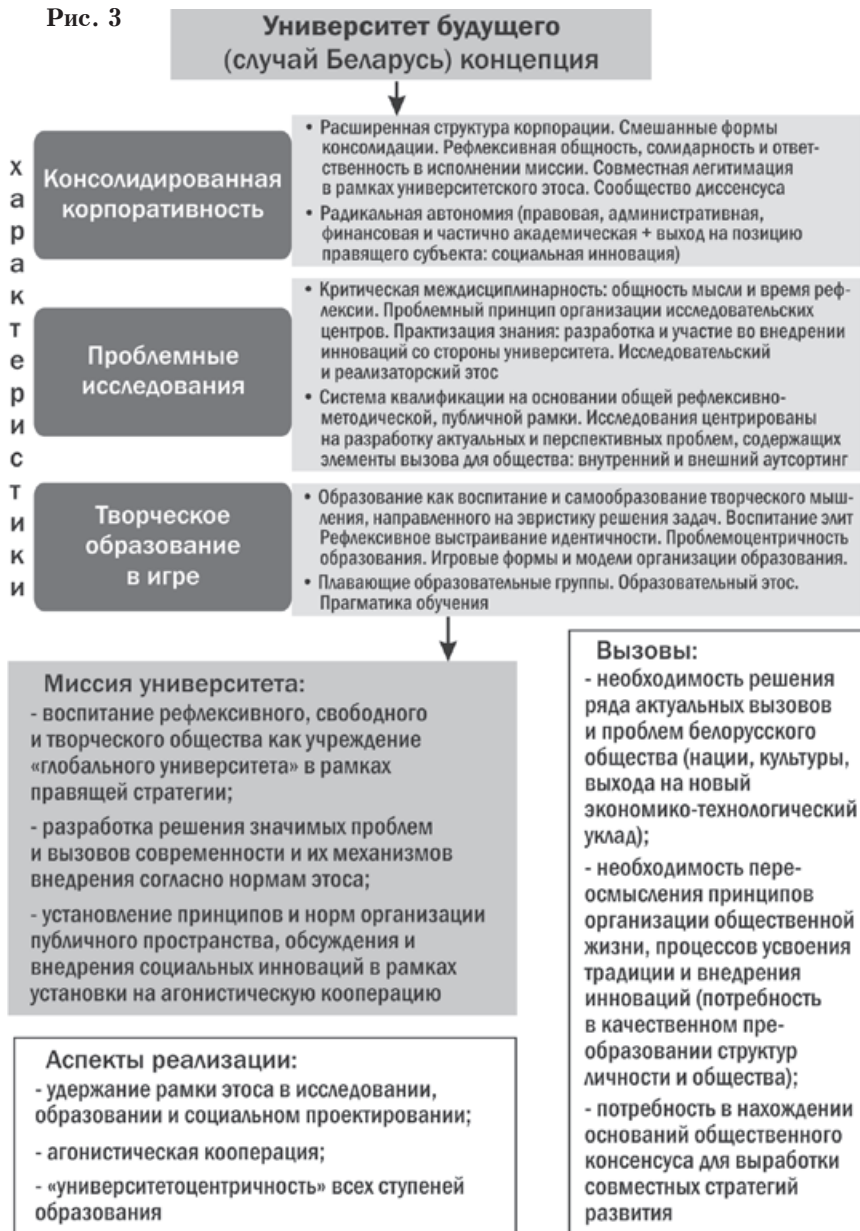 Рис. 3
Университет будущего
(случай Беларусь) концепция
характеристики
Консолидированная
корпоративность
• Расширенная структура корпорации. Смешанные формы
консолидации. Рефлексивная общность, солидарность и ответ-
ственность в исполнении миссии. Совместная легитимация
в рамках университетского этоса. Сообщество диссенсуса
• Радикальная автономия (правовая, административная,
финансовая и частично академическая + выход на позицию
правящего субъекта: социальная инновация)
Проблемные
исследования
• Критическая междисциплинарность: общность мысли и время реф-
лексии. Проблемный принцип организации исследовательских
центров. Практизация знания: разработка и участие во внедрении
инноваций со стороны университета. Исследовательский
и реализаторский этос
• Система квалификации на основании общей рефлексивно-
методической, публичной рамки. Исследования центрированы
на разработку актуальных и перспективных проблем, содержащих
элементы вызова для общества: внутренний и внешний аутсортинг
Творческое
образование
в игре
• Образование как воспитание и самообразование творческого мыш-
ления, направленного на эвристику решения задач. Воспитание элит
Рефлексивное выстраивание идентичности. Проблемоцентричность
образования. Игровые формы и модели организации образования.
• Плавающие образовательные группы. Образовательный этос.
Прагматика обучения
Миссия университета:
- воспитание рефлексивного, свободного
и творческого общества как учреждение
«глобального университета» в рамках
правящей стратегии;
- разработка решения значимых проблем
и вызовов современности и их механизмов
внедрения согласно нормам этоса;
- установление принципов и норм организации
публичного пространства, обсуждения и
внедрения социальных инноваций в рамках
установки на агонистическую кооперацию
Аспекты реализации:
- удержание рамки этоса в исследовании,
образовании и социальном проектировании;
- агонистическая кооперация;
- «университетоцентричность» всех ступеней
образования
Вызовы:
- необходимость решения
ряда актуальных вызовов
и проблем белорусского
общества (нации, культуры,
выхода на новый
экономико-технологический
уклад);
- необходимость пере-
осмысления принципов
организации общественной
жизни, процессов усвоения
традиции и внедрения
инноваций (потребность
в качественном пре-
образовании структур
личности и общества);
- потребность в нахождении
оснований общественного
консенсуса для выработки
совместных стратегий
развития